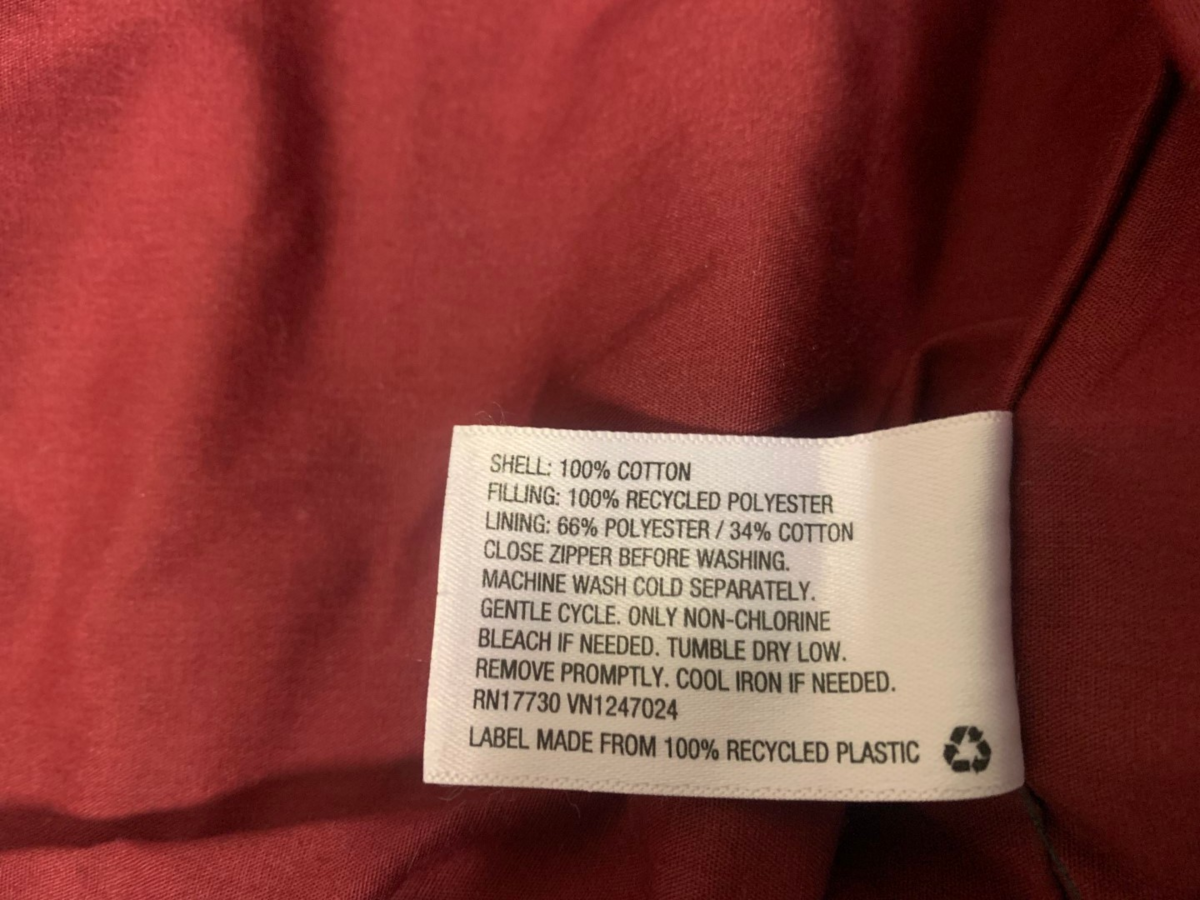 SHELL: 100% COTTON
FILLING: 100% RECYCLED POLYESTER
LINING: 66% POLYESTER / 34% COTTON
CLOSE ZIPPER BEFORE WASHING.
MACHINE WASH COLD SEPARATELY.
GENTLE CYCLE. ONLY NON-CHLORINE
BLEACH IF NEEDED. TUMBLE DRY LOW.
REMOVE PROMPTLY. COOL IRON IF NEEDED.
RN17730 VN1247024
LABEL MADE FROM 100% RECYCLED PLASTIC